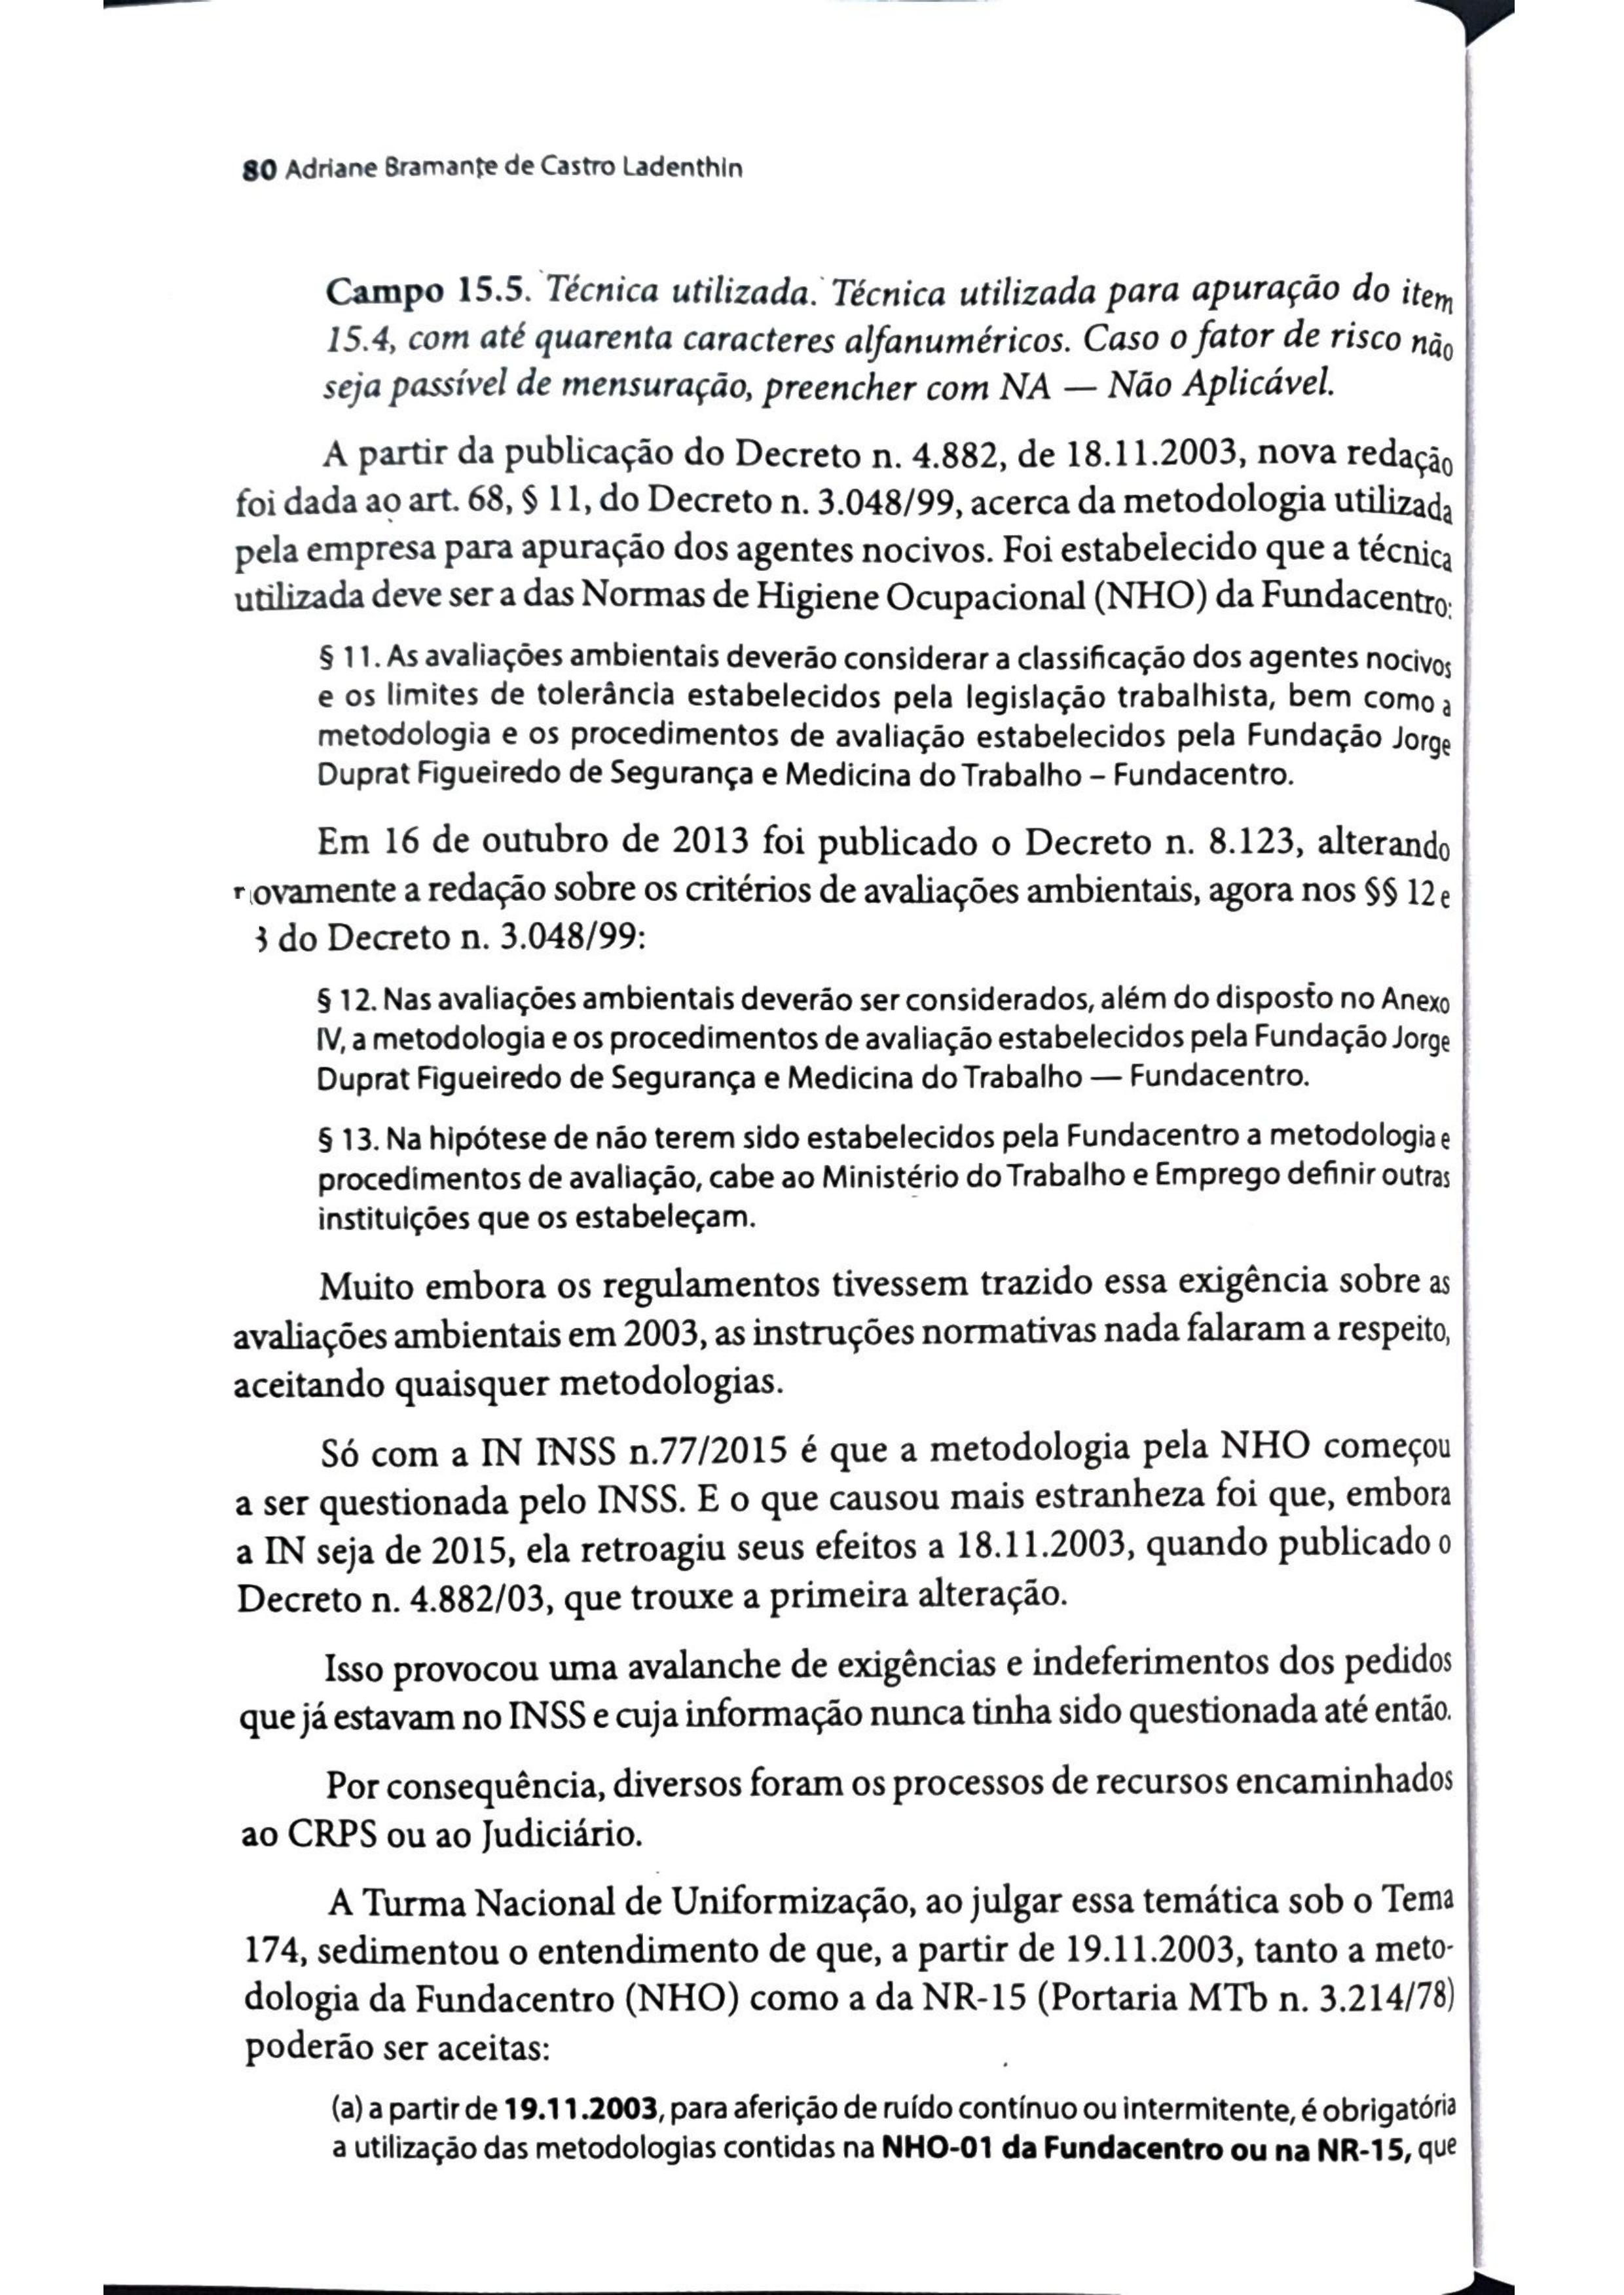 80 Adriane Bramante de Castro Ladenthin
Campo 15.5. Técnica utilizada. Técnica utilizada para apuração do item
15.4, com até quarenta caracteres alfanuméricos. Caso o fator de risco não
seja passível de mensuração, preencher com NA — Não Aplicável.
A partir da publicação do Decreto n. 4.882, de 18.11.2003, nova redação
foi dada ao art. 68, § 11, do Decreto n. 3.048/99, acerca da metodologia utilizada
pela empresa para apuração dos agentes nocivos. Foi estabelecido que a técnica
utilizada deve ser a das Normas de Higiene Ocupacional (NHO) da Fundacentro:
§ 11. As avaliações ambientais deverão considerar a classificação dos agentes nocivos
e os limites de tolerância estabelecidos pela legislação trabalhista, bem como a
metodologia e os procedimentos de avaliação estabelecidos pela Fundação Jorge
Duprat Figueiredo de Segurança e Medicina do Trabalho – Fundacentro.
Em 16 de outubro de 2013 foi publicado o Decreto n. 8.123, alterando
novamente a redação sobre os critérios de avaliações ambientais, agora nos §§ 12 e
3 do Decreto n. 3.048/99:
§ 12. Nas avaliações ambientais deverão ser considerados, além do disposto no Anexo
IV, a metodologia e os procedimentos de avaliação estabelecidos pela Fundação Jorge
Duprat Figueiredo de Segurança e Medicina do Trabalho — Fundacentro.
§ 13. Na hipótese de não terem sido estabelecidos pela Fundacentro a metodologia e
procedimentos de avaliação, cabe ao Ministério do Trabalho e Emprego definir outras
instituições que os estabeleçam.
Muito embora os regulamentos tivessem trazido essa exigência sobre as
avaliações ambientais em 2003, as instruções normativas nada falaram a respeito,
aceitando quaisquer metodologias.
Só com a IN INSS n.77/2015 é que a metodologia pela NHO começou
a ser questionada pelo INSS. E o que causou mais estranheza foi que, embora
a IN seja de 2015, ela retroagiu seus efeitos a 18.11.2003, quando publicado o
Decreto n. 4.882/03, que trouxe a primeira alteração.
Isso provocou uma avalanche de exigências e indeferimentos dos pedidos
que já estavam no INSS e cuja informação nunca tinha sido questionada até então.
Por consequência, diversos foram os processos de recursos encaminhados
ao CRPS ou ao Judiciário.
A Turma Nacional de Uniformização, ao julgar essa temática sob o Tema
174, sedimentou o entendimento de que, a partir de 19.11.2003, tanto a meto-
dologia da Fundacentro (NHO) como a da NR-15 (Portaria MTb n. 3.214/78)
poderão ser aceitas:
(a) a partir de 19.11.2003, para aferição de ruído contínuo ou intermitente, é obrigatória
a utilização das metodologias contidas na NHO-01 da Fundacentro ou na NR-15, que